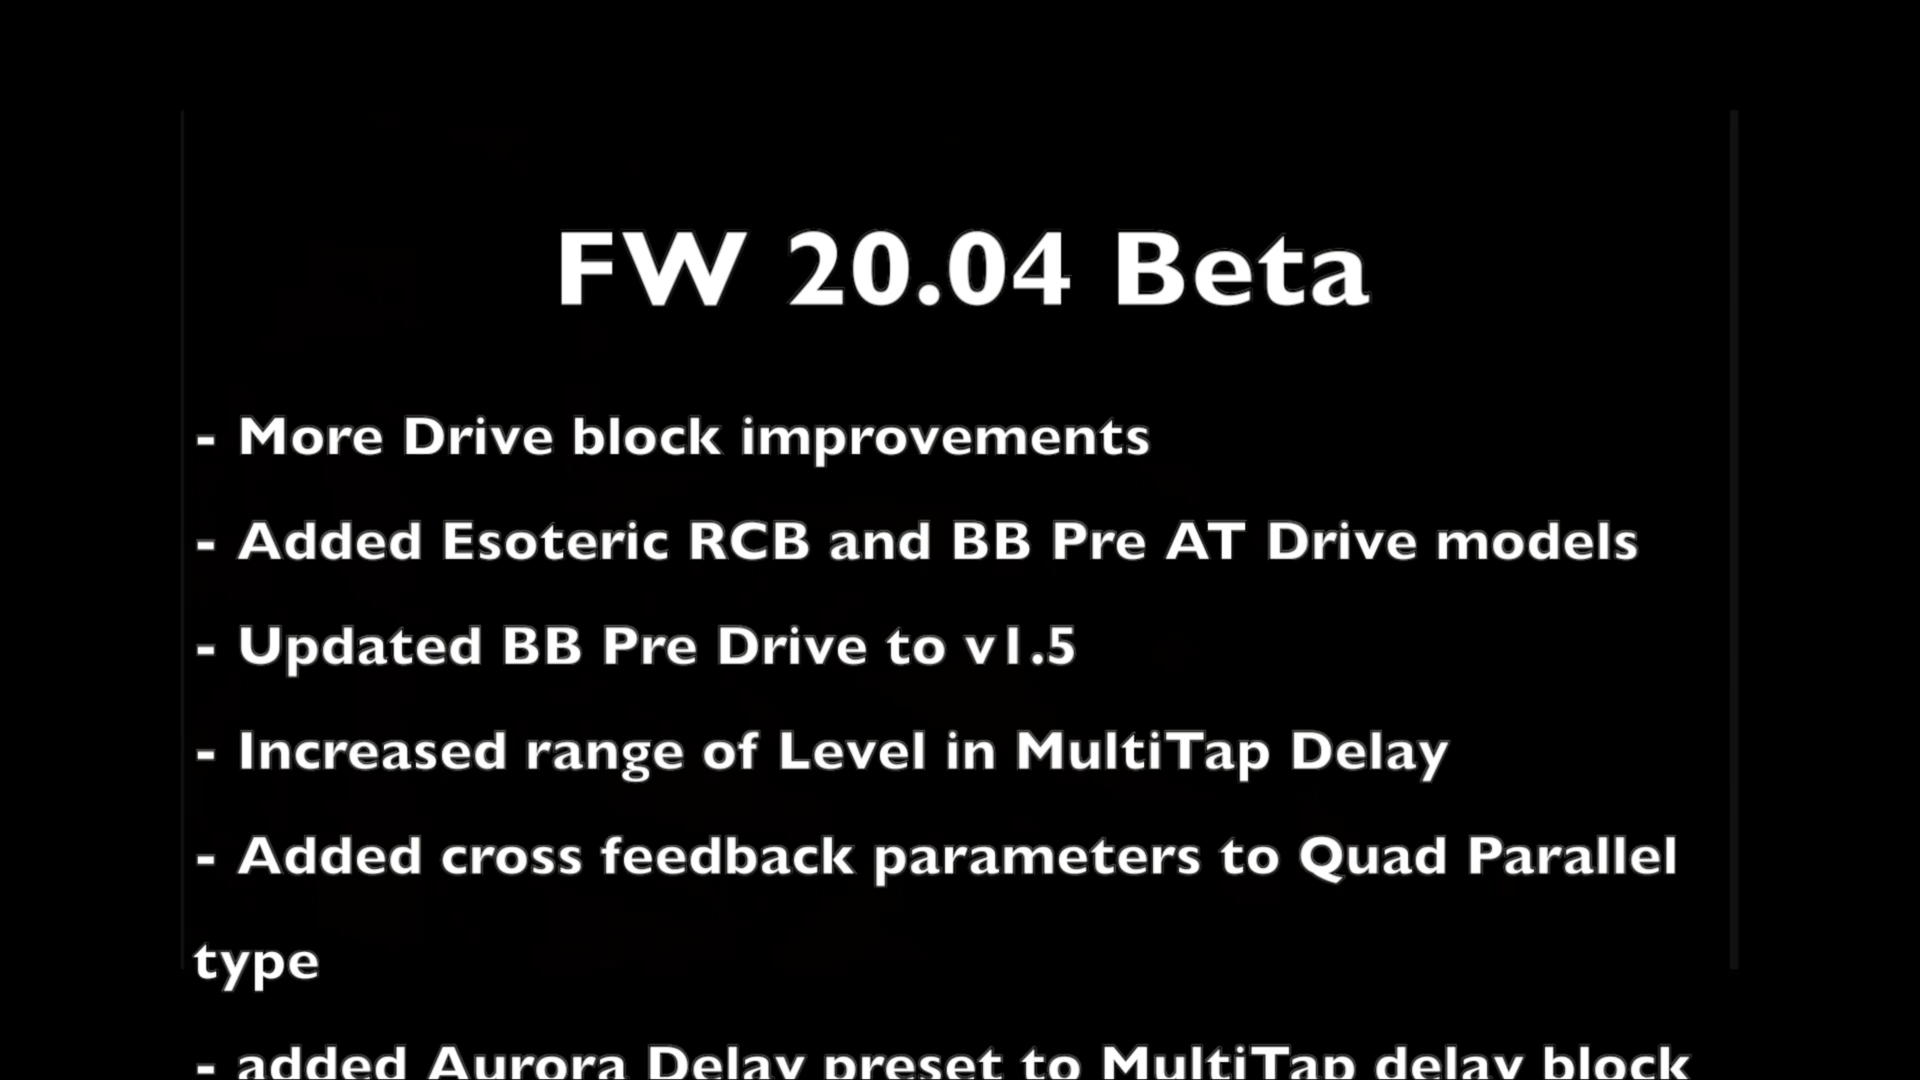 FW 20.04 Beta
- More Drive block improvements
- Added Esoteric RCB and BB Pre AT Drive models
- Updated BB Pre Drive to v1.5
- Increased range of Level in MultiTap Delay
- Added cross feedback parameters to Quad Parallel
type
- added Aurora Delay preset to MultiTap delay block